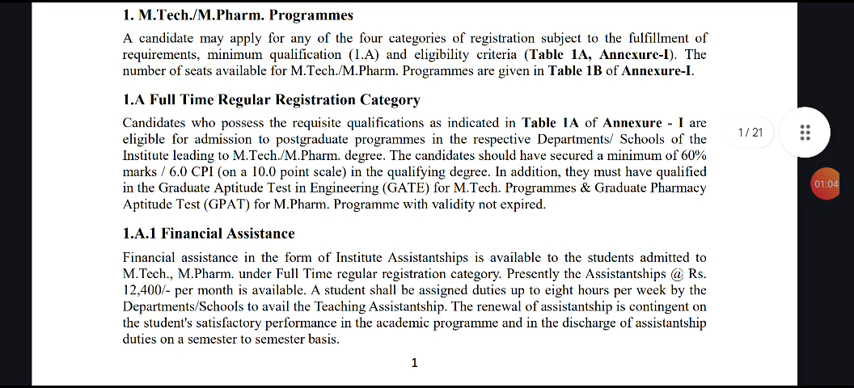 1. M.Tech./M.Pharm. Programmes
A candidate may apply for any of the four categories of registration subject to the fulfillment of
requirements, minimum qualification (1.A) and eligibility criteria (Table 1A, Annexure-I). The
number of seats available for M.Tech./M.Pharm. Programmes are given in Table 1B of Annexure-I.
1.A Full Time Regular Registration Category
Candidates who possess the requisite qualifications as indicated in Table 1A of Annexure - I are
eligible for admission to postgraduate programmes in the respective Departments/ Schools of the
Institute leading to M.Tech./M.Pharm. degree. The candidates should have secured a minimum of 60%
marks / 6.0 CPI (on a 10.0 point scale) in the qualifying degree. In addition, they must have qualified
in the Graduate Aptitude Test in Engineering (GATE) for M.Tech. Programmes & Graduate Pharmacy
Aptitude Test (GPAT) for M.Pharm. Programme with validity not expired.
1.A.1 Financial Assistance
Financial assistance in the form of Institute Assistantships is available to the students admitted to
M.Tech., M.Pharm. under Full Time regular registration category. Presently the Assistantships @ Rs.
12,400/- per month is available. A student shall be assigned duties up to eight hours per week by the
Departments/Schools to avail the Teaching Assistantship. The renewal of assistantship is contingent on
the student's satisfactory performance in the academic programme and in the discharge of assistantship
duties on a semester to semester basis.
1
1/21
01:04